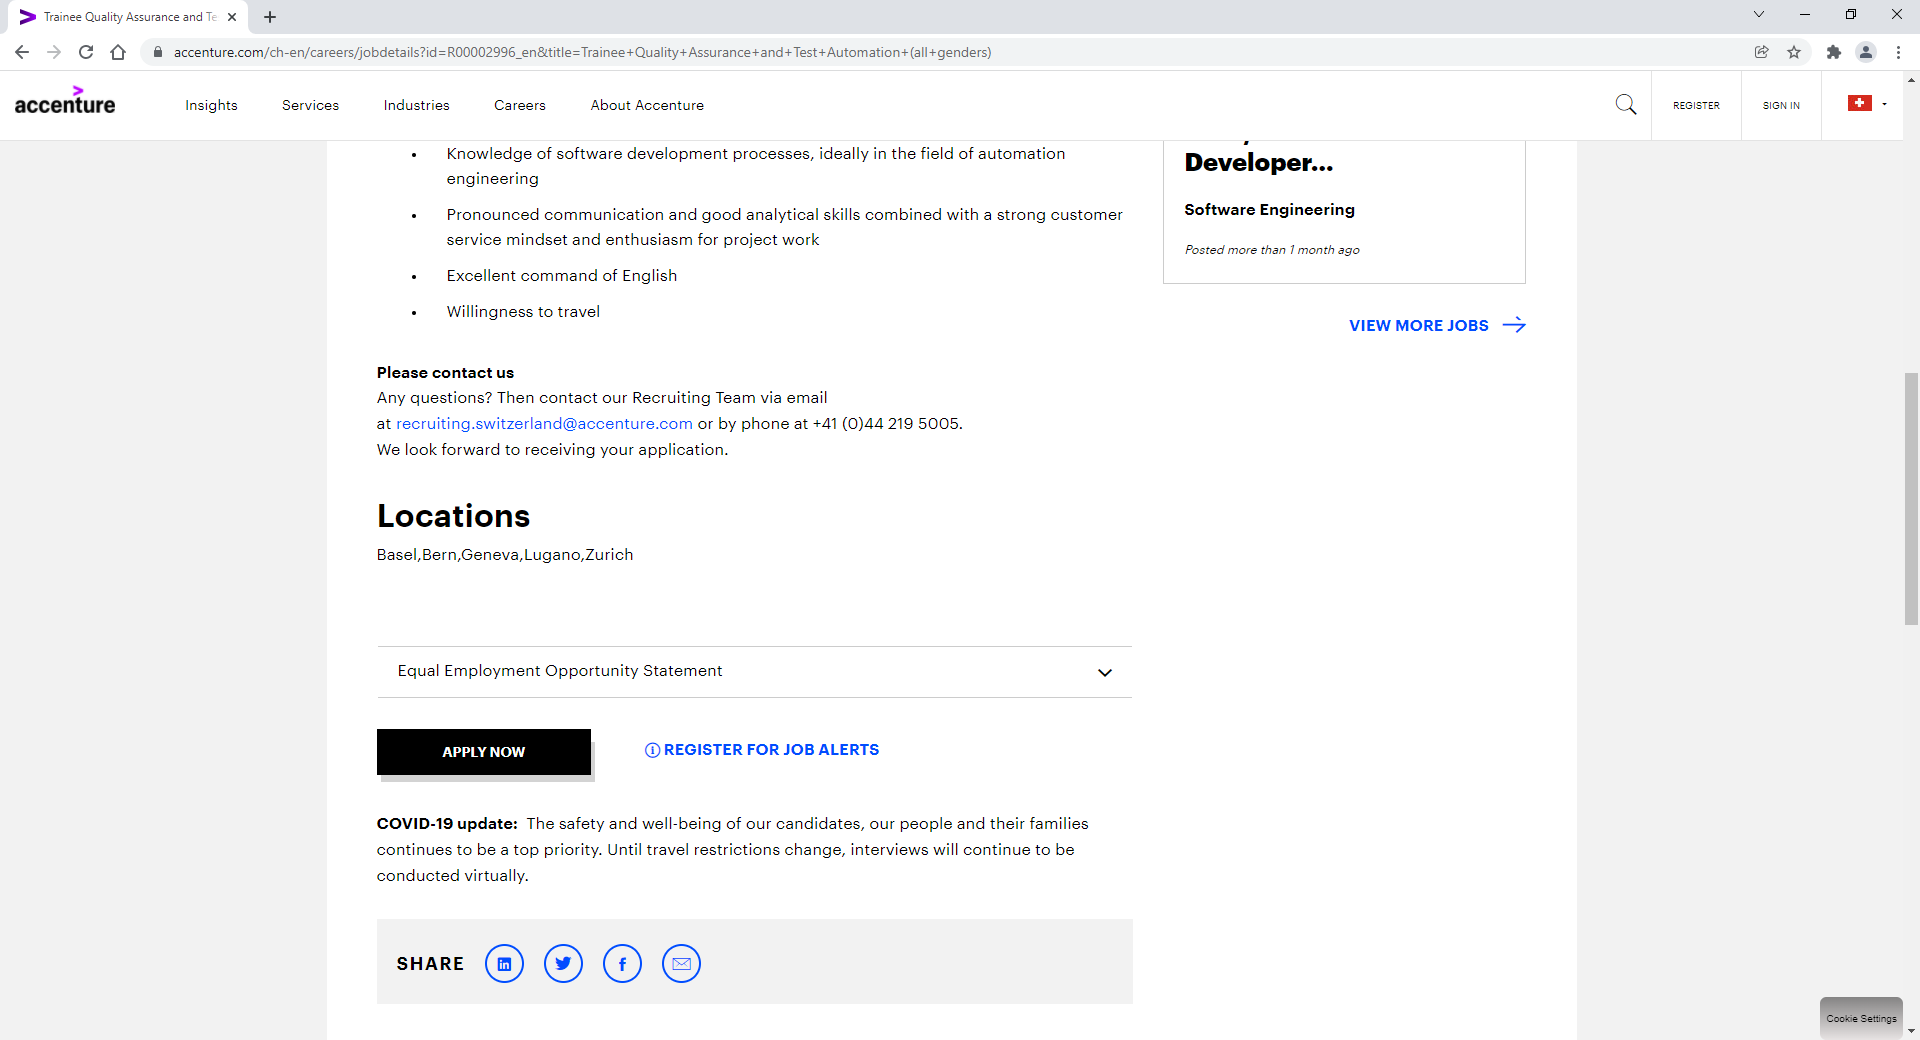 Trainee Quality Assurance and Te
accenture.com/ch-en/careers/jobdetails?id=R00002996_en&title=Trainee+Quality+Assurance+and+Test+Automation+(all+genders)
accenture
Insights
Services
Industries
Careers
About Accenture
REGISTER
SIGN IN
• Knowledge of software development processes, ideally in the field of automation
engineering
• Pronounced communication and good analytical skills combined with a strong customer
service mindset and enthusiasm for project work
• Excellent command of English
• Willingness to travel
Developer...
Software Engineering
Posted more than 1 month ago
VIEW MORE JOBS
Please contact us
Any questions? Then contact our Recruiting Team via email
at recruiting.switzerland@accenture.com or by phone at +41 (0)44 219 5005.
We look forward to receiving your application.
Locations
Basel,Bern,Geneva,Lugano,Zurich
Equal Employment Opportunity Statement
APPLY NOW
REGISTER FOR JOB ALERTS
COVID-19 update: The safety and well-being of our candidates, our people and their families
continues to be a top priority. Until travel restrictions change, interviews will continue to be
conducted virtually.
SHARE
Cookie Settings